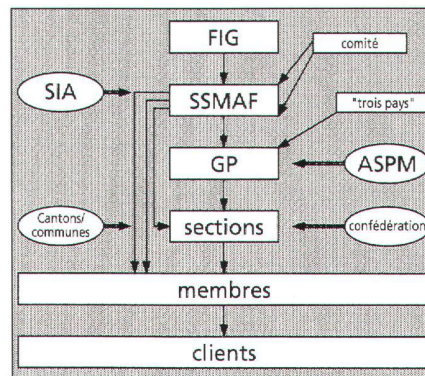 FIG
comité
SIA
SSMAF
"trois pays"
GP
ASPM
Cantons/
communes
sections
confédération
membres
clients